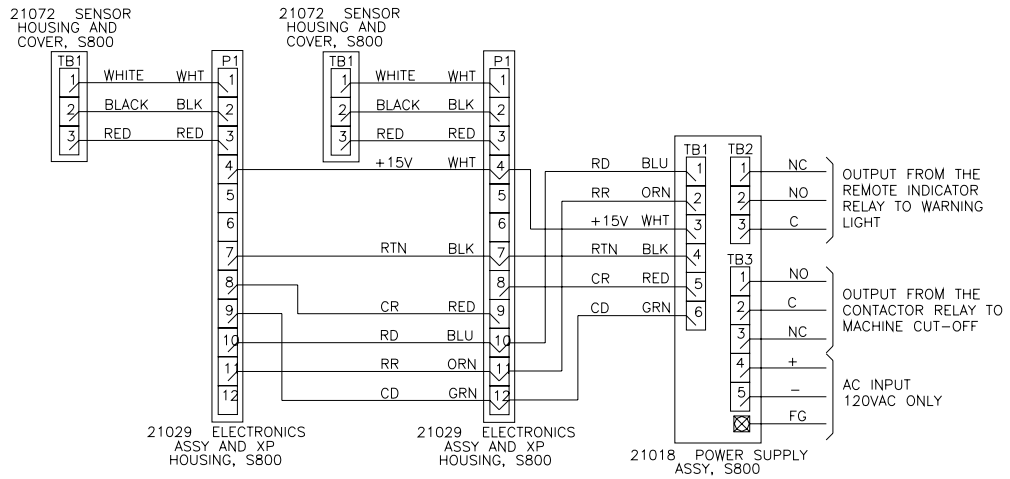 21072 SENSOR
HOUSING AND
COVER, S800
21072 SENSOR
HOUSING AND
COVER, S800
TB1
1
2
3
WHITE WHT
BLACK BLK
RED RED
P1
1
2
3
4
5
6
7
8
9
10
11
12
TB1
1
2
3
WHITE WHT
BLACK BLK
RED RED
+15V WHT
RTN BLK
CR RED
RD BLU
RR ORN
CD GRN
P1
1
2
3
4
5
6
7
8
9
10
11
12
RD BLU
RR ORN
+15V WHT
RTN BLK
CR RED
CD GRN
TB1
1
2
3
4
5
6
TB2
1
2
3
NC
NO
C
OUTPUT FROM THE
REMOTE INDICATOR
RELAY TO WARNING
LIGHT
TB3
1
2
3
4
5
NO
C
NC
+
-
FG
OUTPUT FROM THE
CONTACTOR RELAY TO
MACHINE CUT-OFF
AC INPUT
120VAC ONLY
21029 ELECTRONICS
ASSY AND XP
HOUSING, S800
21029 ELECTRONICS
ASSY AND XP
HOUSING, S800
21018 POWER SUPPLY
ASSY, S800